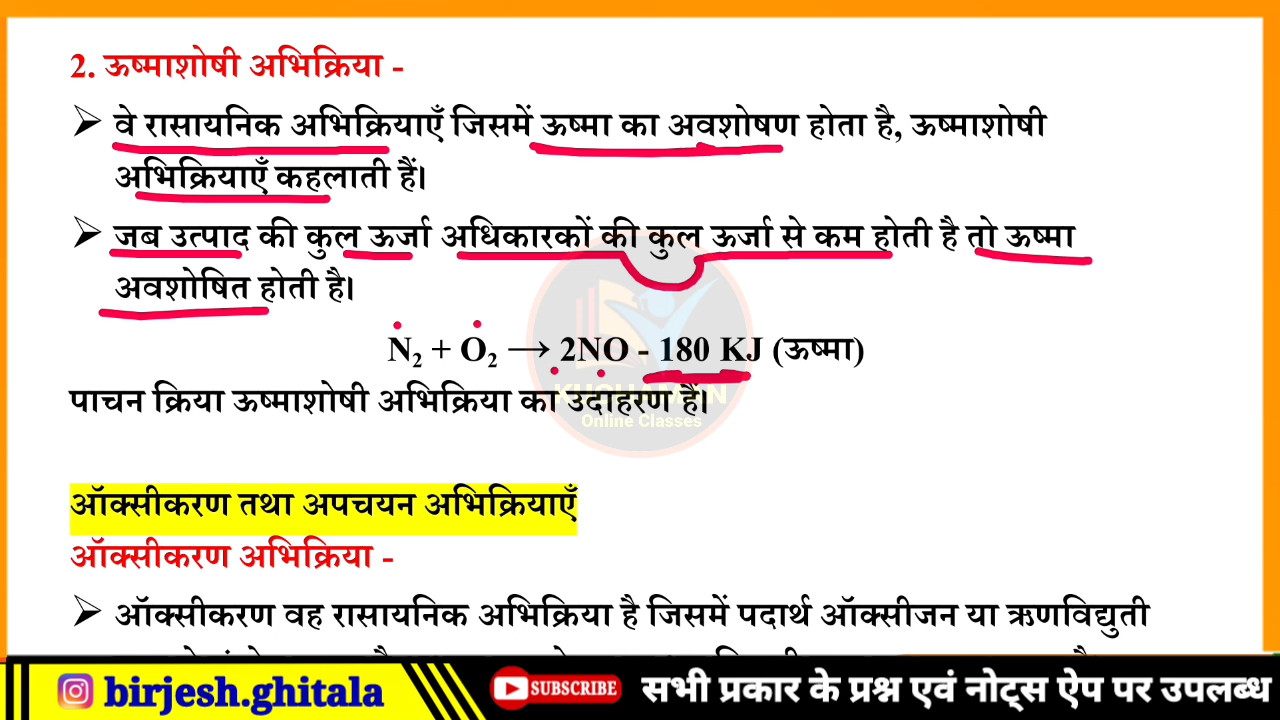 2. ऊष्माशोषी अभिक्रिया -
➢ वे रासायनिक अभिक्रियाएँ जिसमें ऊष्मा का अवशोषण होता है, ऊष्माशोषी
अभिक्रियाएँ कहलाती हैं।
➢ जब उत्पाद की कुल ऊर्जा अधिकारकों की कुल ऊर्जा से कम होती है तो ऊष्मा
अवशोषित होती है।
N₂ + O₂ → 2NO - 180 KJ (ऊष्मा)
पाचन क्रिया ऊष्माशोषी अभिक्रिया का उदाहरण हैं।
KUCHAMAN
Online Classes
ऑक्सीकरण तथा अपचयन अभिक्रियाएँ
ऑक्सीकरण अभिक्रिया -
➢ ऑक्सीकरण वह रासायनिक अभिक्रिया है जिसमें पदार्थ ऑक्सीजन या ऋणविद्युती
birjesh.ghitala
SUBSCRIBE
सभी प्रकार के प्रश्न एवं नोट्स ऐप पर उपलब्ध